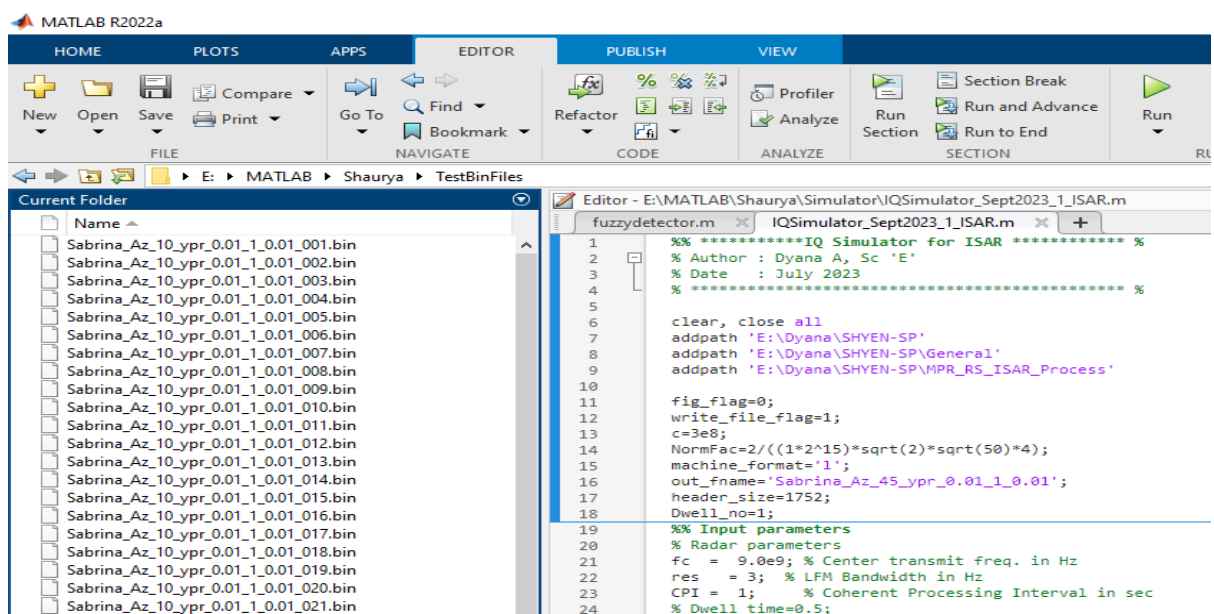 MATLAB R2022a
HOME PLOTS APPS EDITOR PUBLISH VIEW
New Open Save Compare Print Go To Find Bookmark Refactor Profiler Analyze Run Section Section Break Run and Advance Run to End Run
FILE NAVIGATE CODE ANALYZE SECTION RU
E: MATLAB Shaurya TestBinFiles
Current Folder
Name
Sabrina_Az_10_ypr_0.01_1_0.01_001.bin
Sabrina_Az_10_ypr_0.01_1_0.01_002.bin
Sabrina_Az_10_ypr_0.01_1_0.01_003.bin
Sabrina_Az_10_ypr_0.01_1_0.01_004.bin
Sabrina_Az_10_ypr_0.01_1_0.01_005.bin
Sabrina_Az_10_ypr_0.01_1_0.01_006.bin
Sabrina_Az_10_ypr_0.01_1_0.01_007.bin
Sabrina_Az_10_ypr_0.01_1_0.01_008.bin
Sabrina_Az_10_ypr_0.01_1_0.01_009.bin
Sabrina_Az_10_ypr_0.01_1_0.01_010.bin
Sabrina_Az_10_ypr_0.01_1_0.01_011.bin
Sabrina_Az_10_ypr_0.01_1_0.01_012.bin
Sabrina_Az_10_ypr_0.01_1_0.01_013.bin
Sabrina_Az_10_ypr_0.01_1_0.01_014.bin
Sabrina_Az_10_ypr_0.01_1_0.01_015.bin
Sabrina_Az_10_ypr_0.01_1_0.01_016.bin
Sabrina_Az_10_ypr_0.01_1_0.01_017.bin
Sabrina_Az_10_ypr_0.01_1_0.01_018.bin
Sabrina_Az_10_ypr_0.01_1_0.01_019.bin
Sabrina_Az_10_ypr_0.01_1_0.01_020.bin
Sabrina_Az_10_ypr_0.01_1_0.01_021.bin
Editor - E:\MATLAB\Shaurya\Simulator\IQSimulator_Sept2023_1_ISAR.m
fuzzydetector.m IQSimulator_Sept2023_1_ISAR.m
1 %% ***********IQ Simulator for ISAR ************ %
2 % Author : Dyana A, Sc 'E'
3 % Date : July 2023
4 % ********************************************** %
5
6 clear, close all
7 addpath 'E:\Dyana\SHYEN-SP'
8 addpath 'E:\Dyana\SHYEN-SP\General'
9 addpath 'E:\Dyana\SHYEN-SP\MPR_RS_ISAR_Process'
10
11 fig_flag=0;
12 write_file_flag=1;
13 c=3e8;
14 NormFac=2/((1*2^15)*sqrt(2)*sqrt(50)*4);
15 machine_format='l';
16 out_fname='Sabrina_Az_45_ypr_0.01_1_0.01';
17 header_size=1752;
18 Dwell_no=1;
19 %% Input parameters
20 % Radar parameters
21 fc = 9.0e9; % Center transmit freq. in Hz
22 res = 3; % LFM Bandwidth in Hz
23 CPI = 1; % Coherent Processing Interval in sec
24 % Dwell_time=0.5;